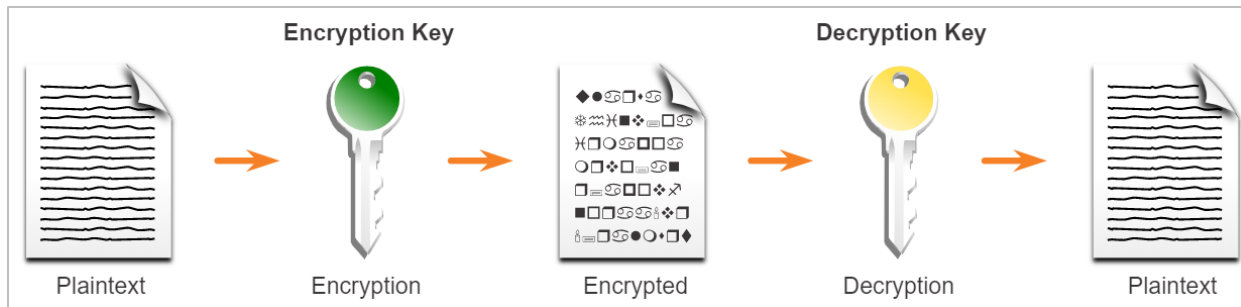 Encryption Key
Decryption Key
Plaintext
Encryption
Encrypted
Decryption
Plaintext